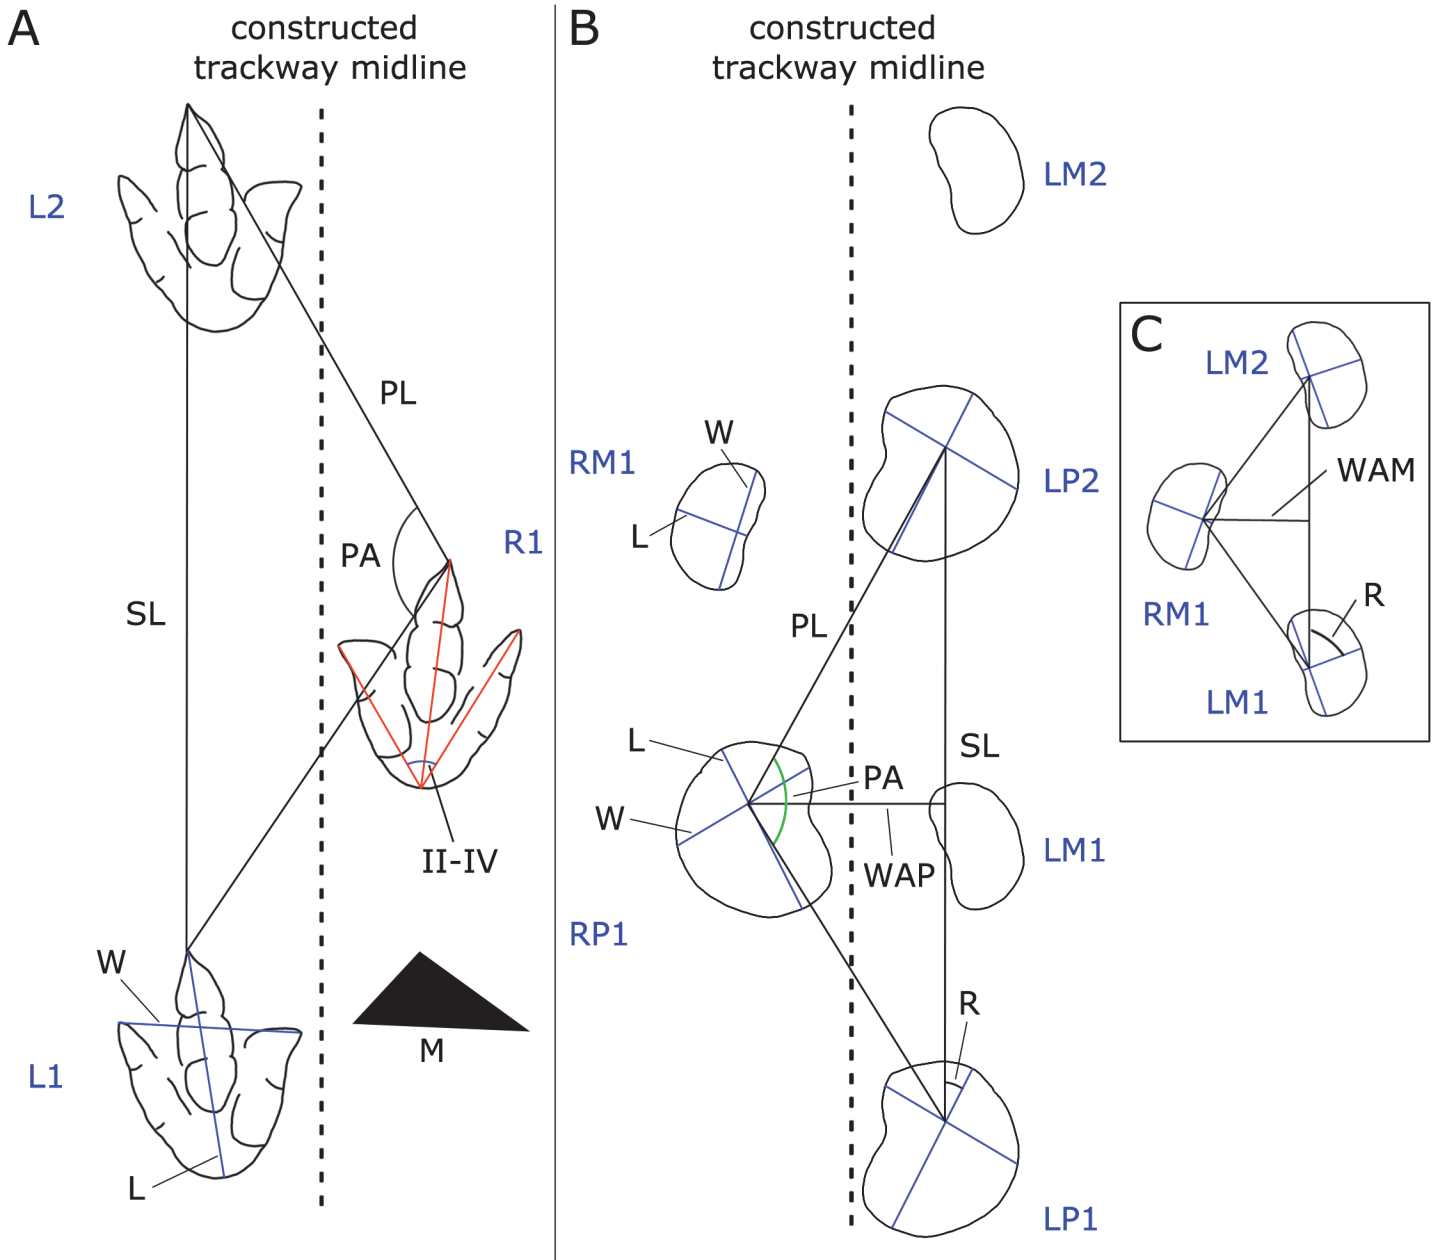 A
constructed
trackway midline
L2
PL
PA
R1
SL
II-IV
W
M
L1
L
B
constructed
trackway midline
LM2
W
RM1
L
LP2
PL
L
SL
PA
W
LM1
WAP
RP1
R
LP1
C
LM2
WAM
R
RM1
LM1